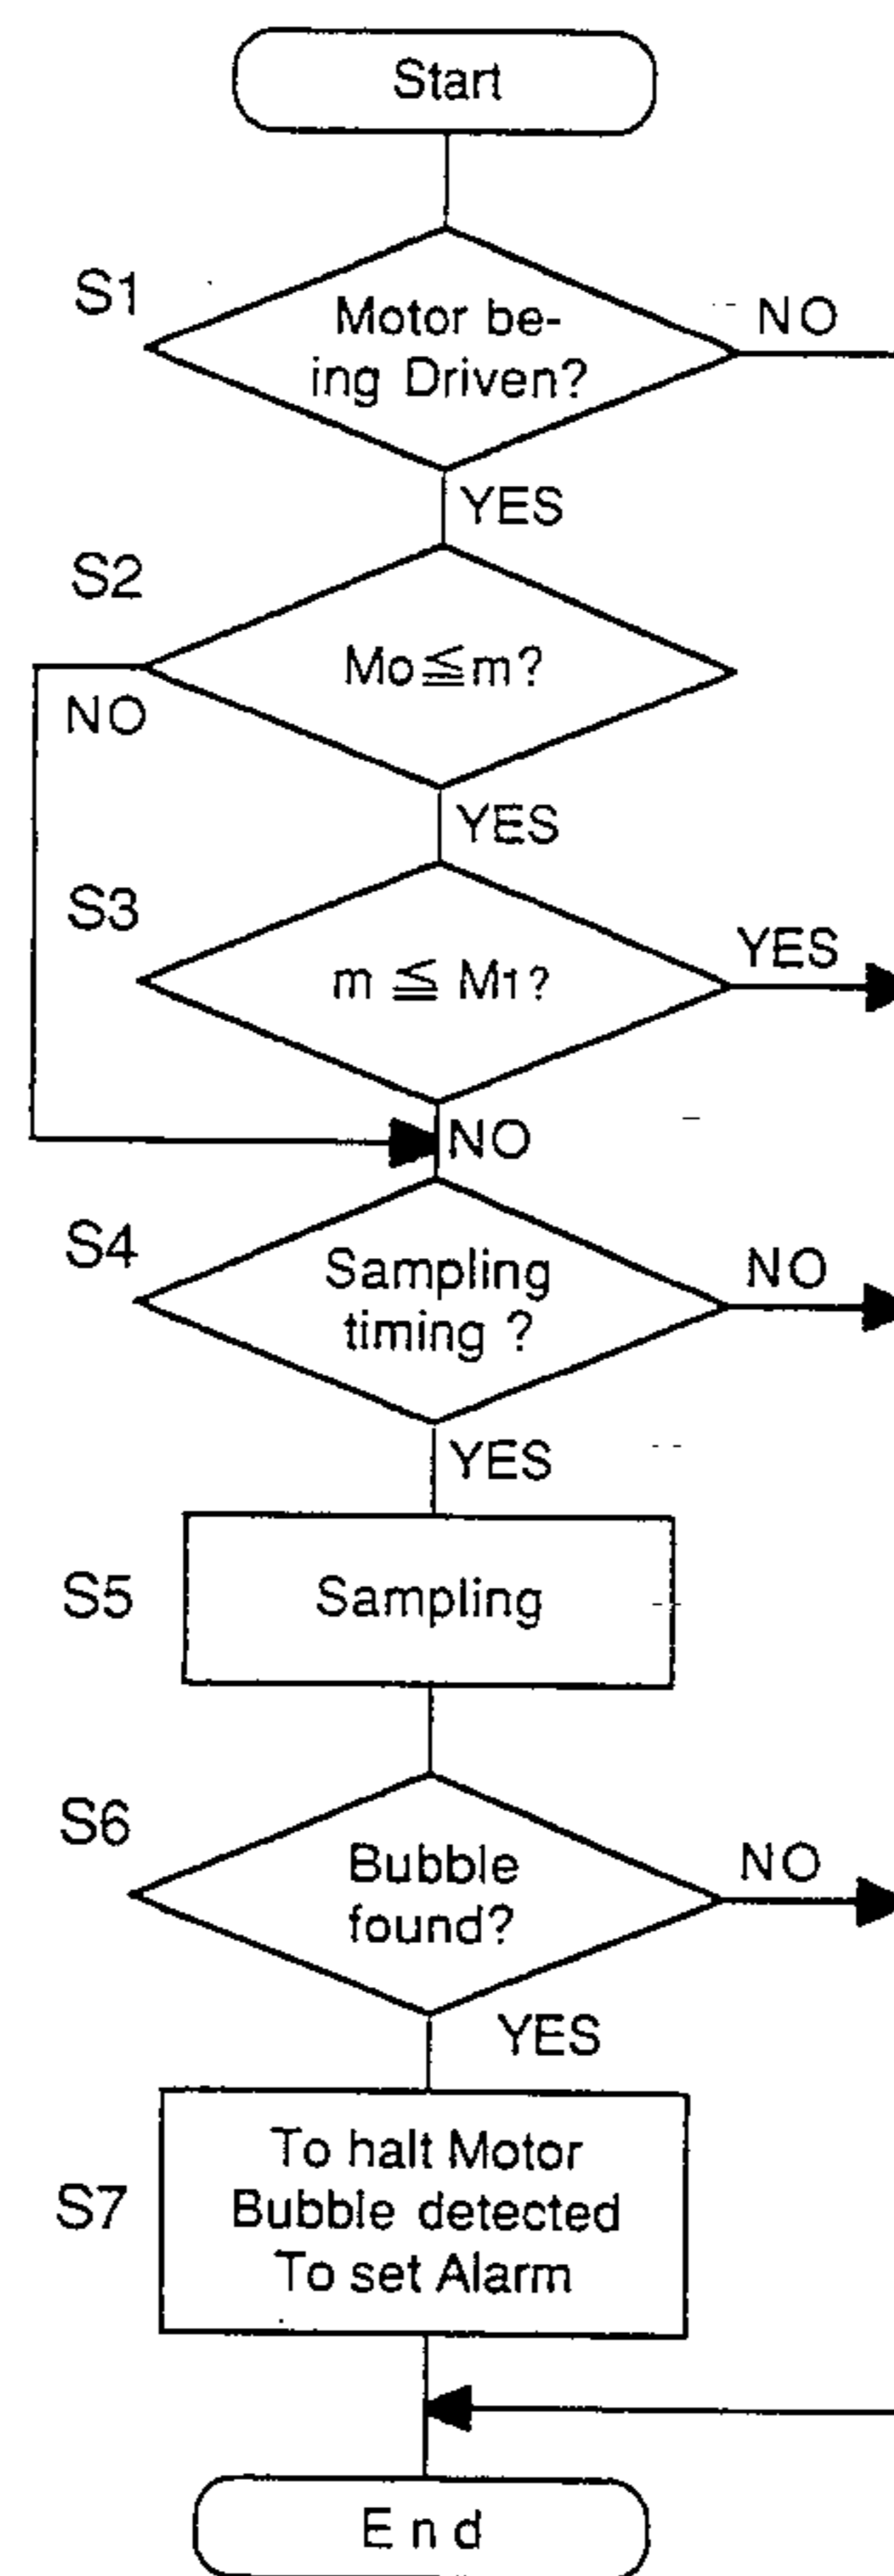 Start
S1
Motor be-
ing Driven?
NO
YES
S2
Mo≦m?
NO
YES
S3
m ≦ M1?
YES
NO
S4
Sampling
timing ?
NO
YES
S5
Sampling
S6
Bubble
found?
NO
YES
S7
To halt Motor
Bubble detected
To set Alarm
End